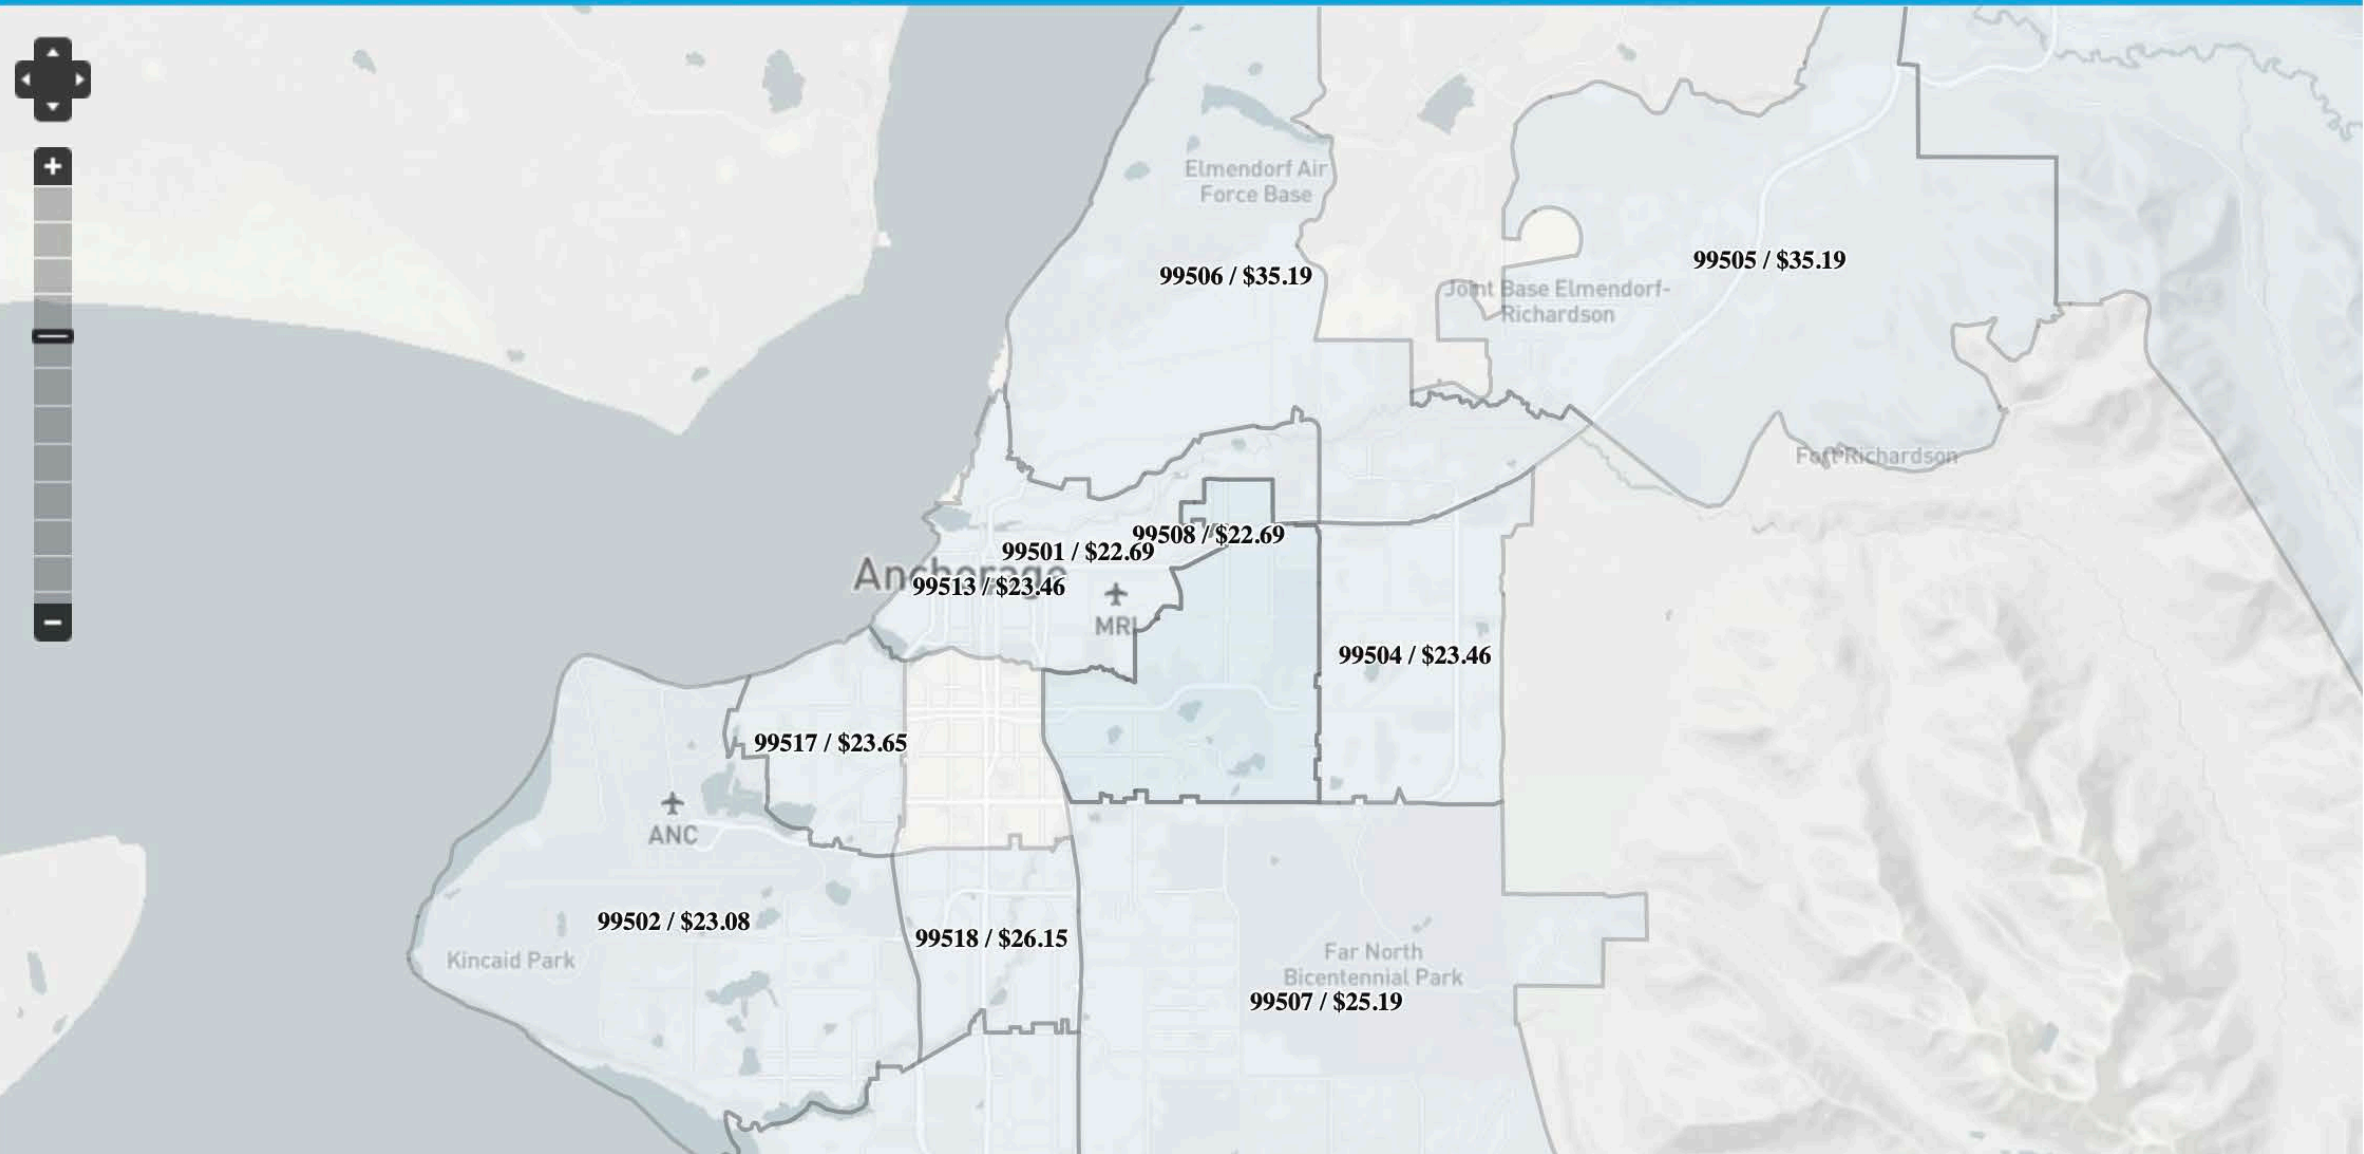 Elmendorf Air
Force Base
99506 / $35.19
99505 / $35.19
Joint Base Elmendorf-
Richardson
Fort Richardson
99508 / $22.69
99501 / $22.69
Anchorage
99513 / $23.46
MRI
99504 / $23.46
99517 / $23.65
ANC
99502 / $23.08
99518 / $26.15
Kincaid Park
Far North
Bicentennial Park
99507 / $25.19